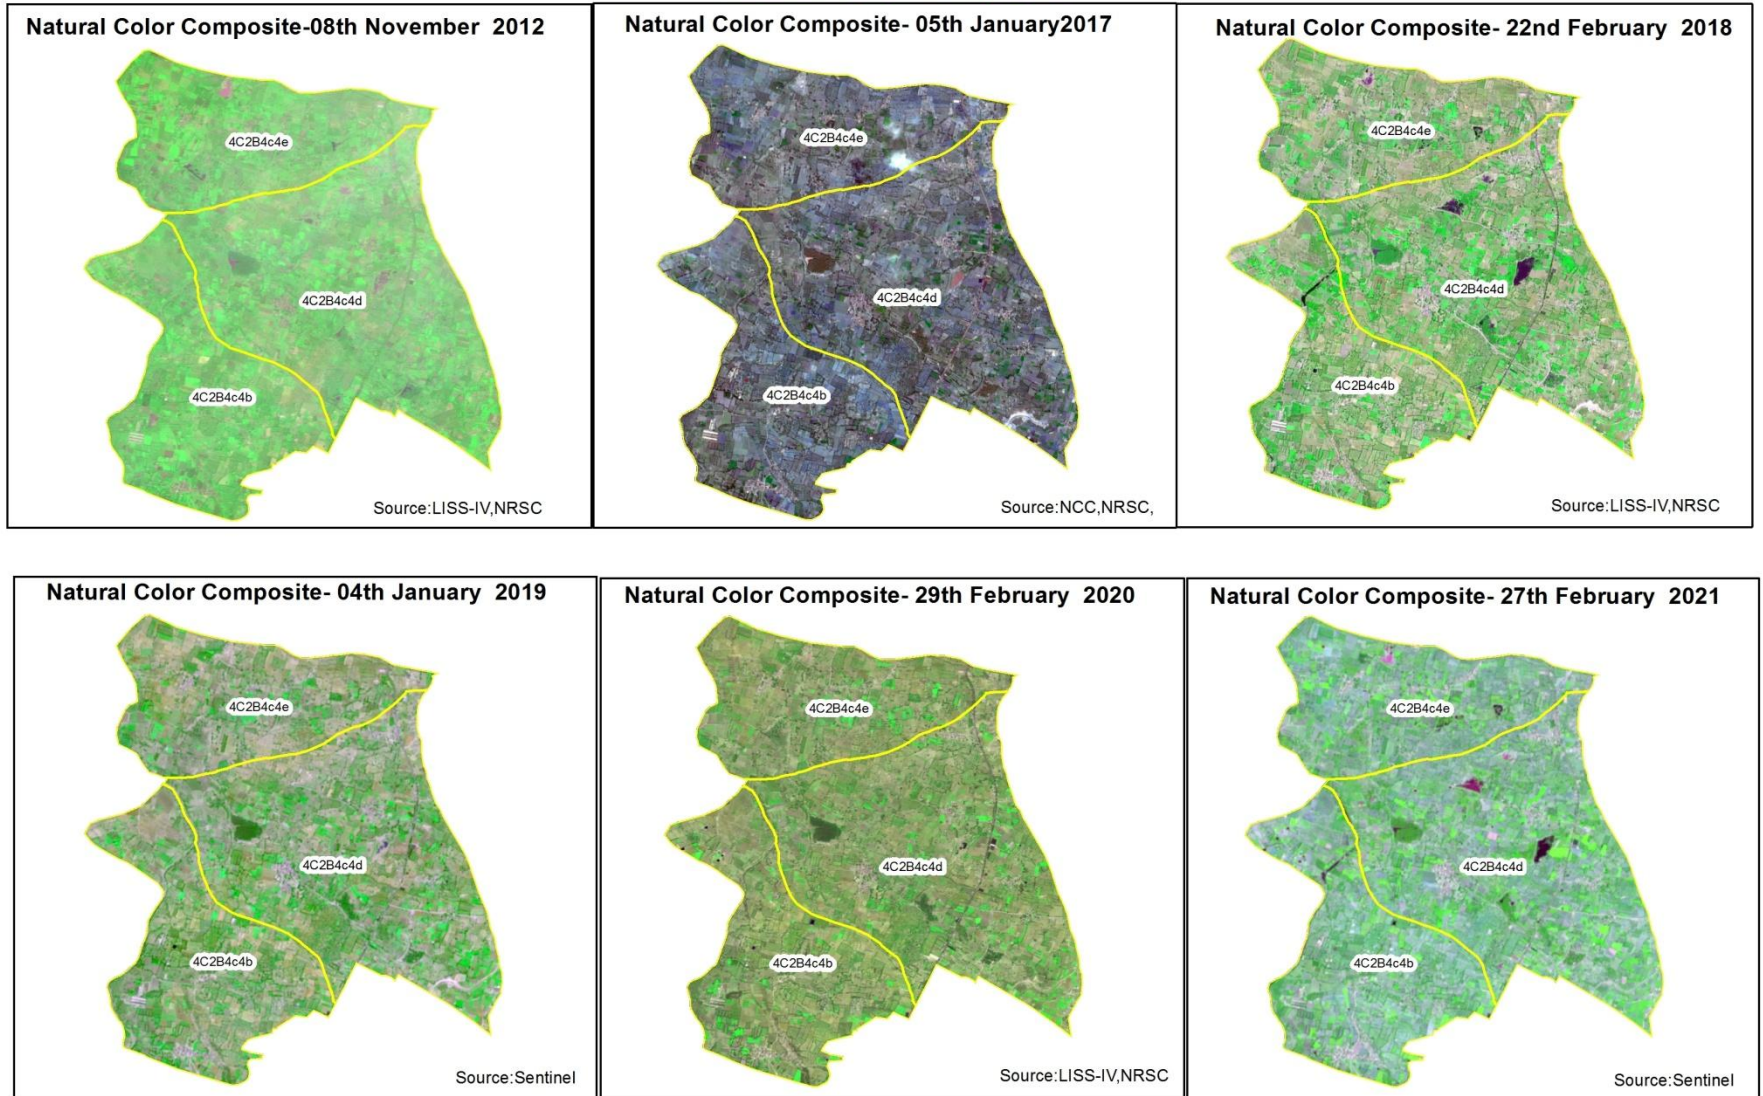 Natural Color Composite-08th November 2012
4C2B4c4e
4C2B4c4d
4C2B4c4b
Source:LISS-IV,NRSC
Natural Color Composite- 05th January2017
4C2B4c4e
4C2B4c4d
4C2B4c4b
Source:NCC,NRSC,
Natural Color Composite- 22nd February 2018
4C2B4c4e
4C2B4c4d
4C2B4c4b
Source:LISS-IV,NRSC
Natural Color Composite- 04th January 2019
4C2B4c4e
4C2B4c4d
4C2B4c4b
Source:Sentinel
Natural Color Composite- 29th February 2020
4C2B4c4e
4C2B4c4d
4C2B4c4b
Source:LISS-IV,NRSC
Natural Color Composite- 27th February 2021
4C2B4c4e
4C2B4c4d
4C2B4c4b
Source:Sentinel